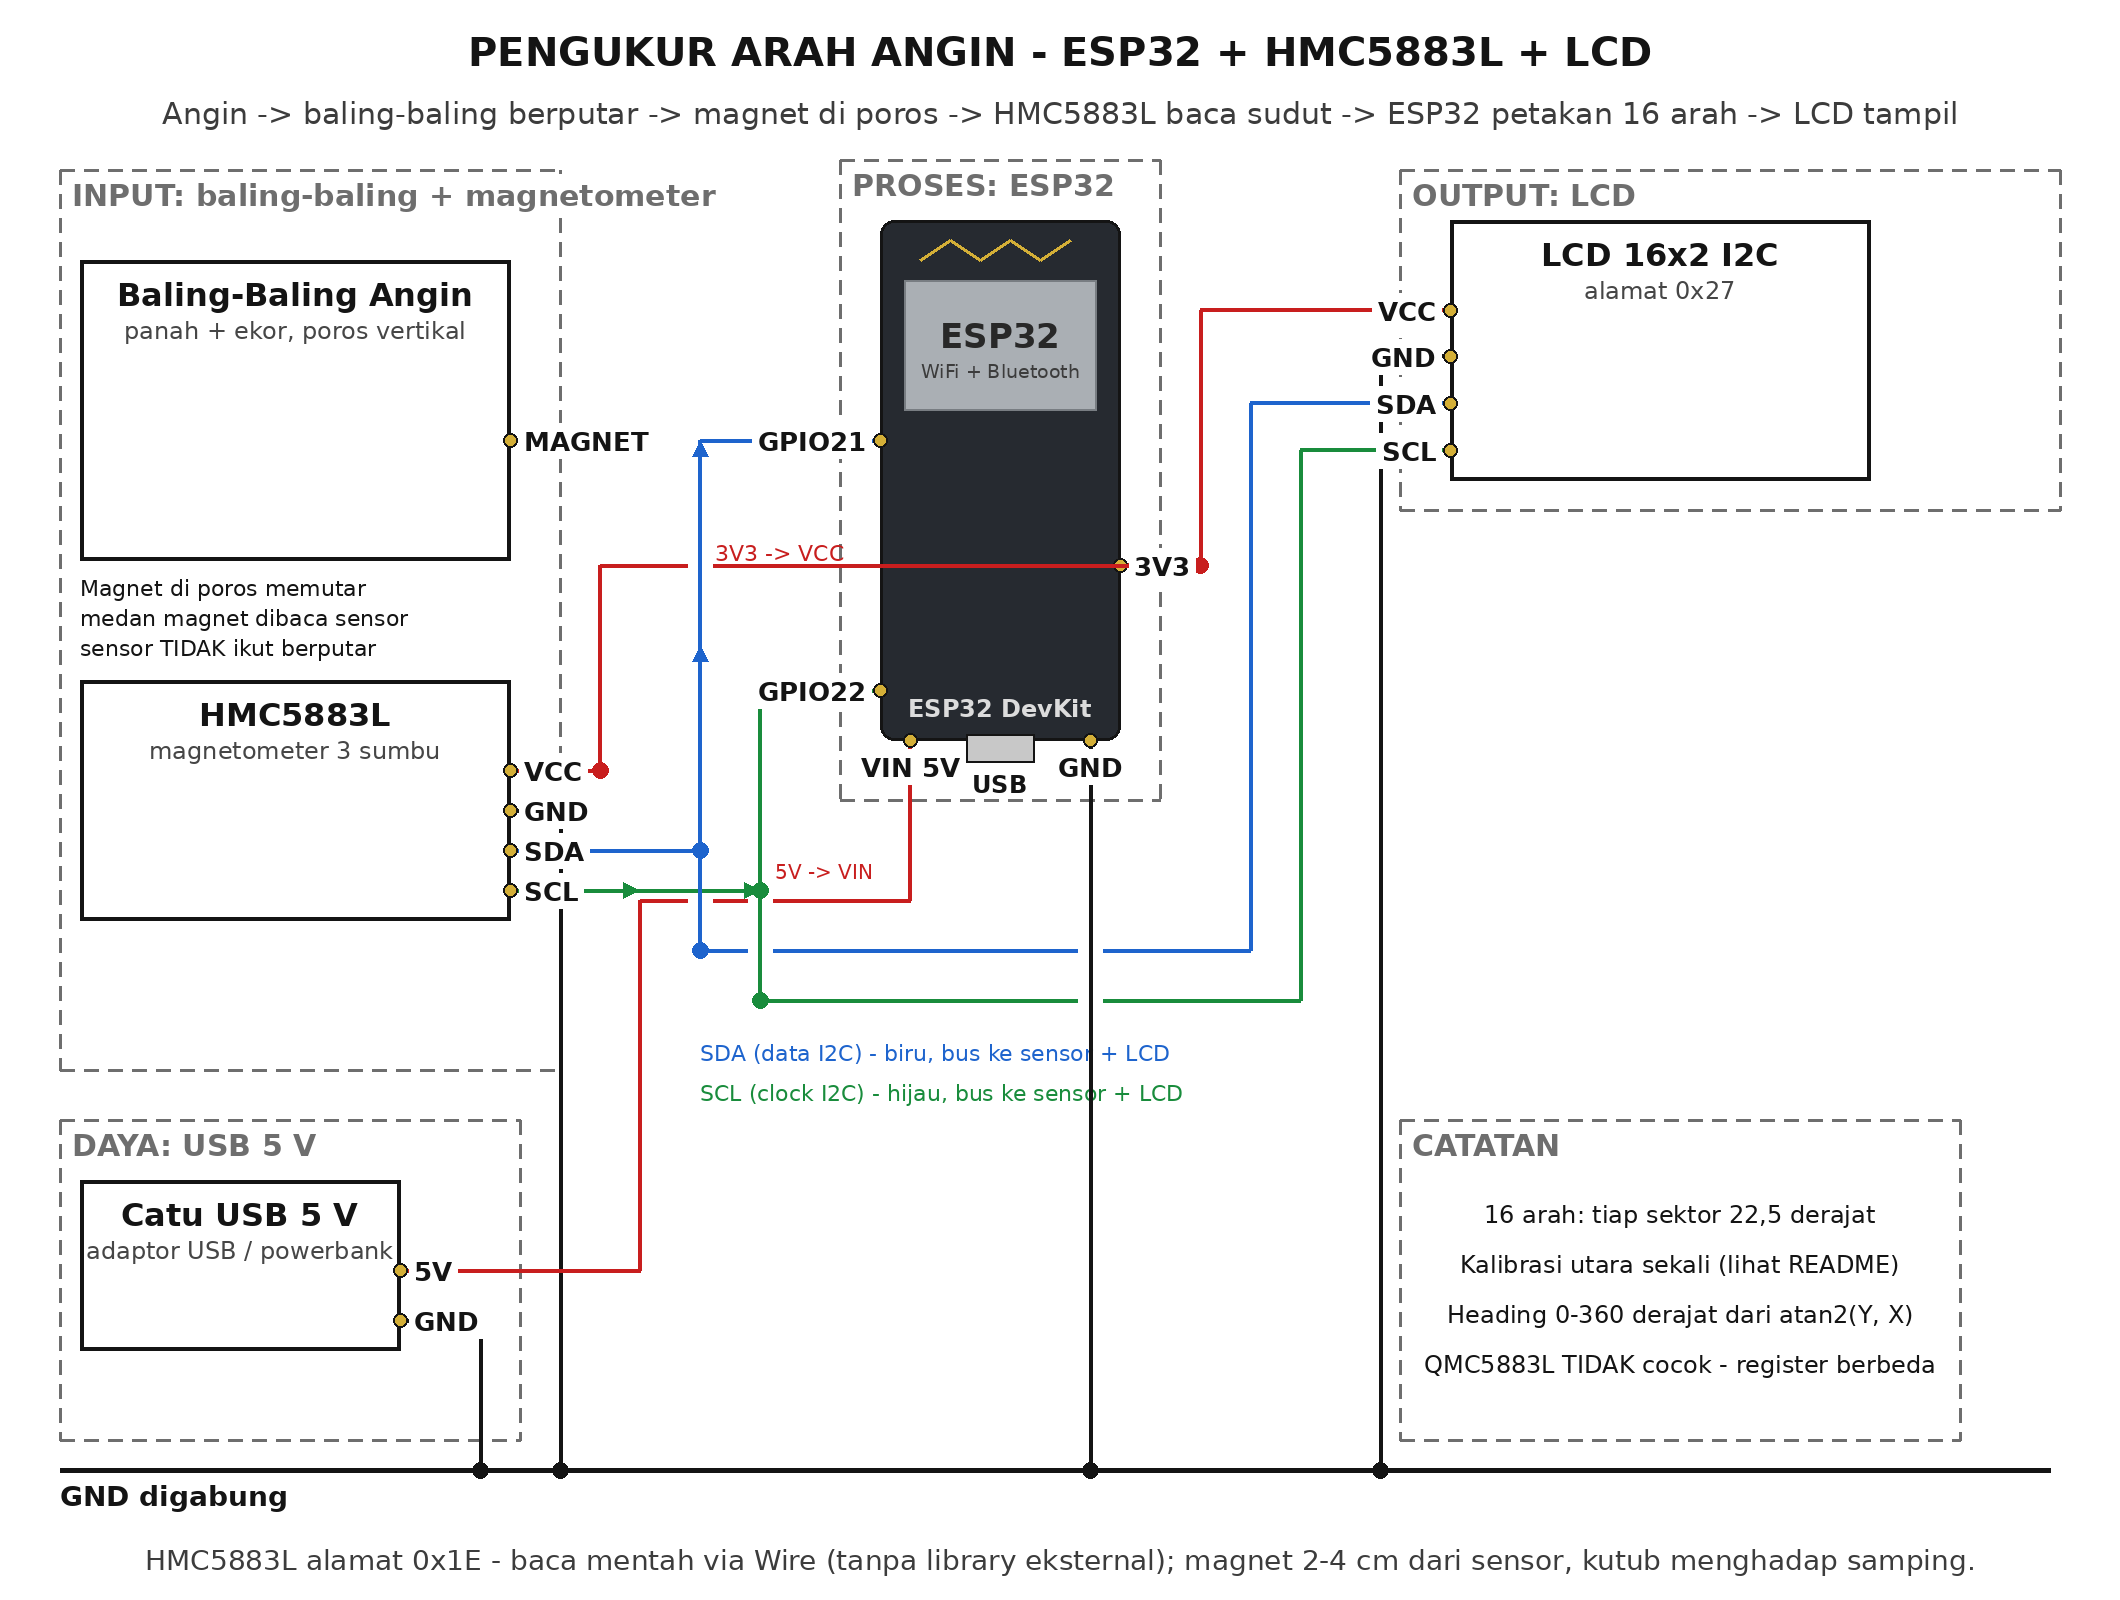 PENGUKUR ARAH ANGIN - ESP32 + HMC5883L + LCD
Angin -> baling-baling berputar -> magnet di poros -> HMC5883L baca sudut -> ESP32 petakan 16 arah -> LCD tampil
INPUT: baling-baling + magnetometer
Baling-Baling Angin
panah + ekor, poros vertikal
MAGNET
Magnet di poros memutar
medan magnet dibaca sensor
sensor TIDAK ikut berputar
HMC5883L
magnetometer 3 sumbu
VCC
GND
SDA
SCL
PROSES: ESP32
ESP32
WiFi + Bluetooth
GPIO21
3V3 -> VCC
3V3
GPIO22
ESP32 DevKit
VIN 5V
USB
GND
5V -> VIN
OUTPUT: LCD
LCD 16x2 I2C
alamat 0x27
VCC
GND
SDA
SCL
SDA (data I2C) - biru, bus ke sensor + LCD
SCL (clock I2C) - hijau, bus ke sensor + LCD
DAYA: USB 5 V
Catu USB 5 V
adaptor USB / powerbank
5V
GND
CATATAN
16 arah: tiap sektor 22,5 derajat
Kalibrasi utara sekali (lihat README)
Heading 0-360 derajat dari atan2(Y, X)
QMC5883L TIDAK cocok - register berbeda
GND digabung
HMC5883L alamat 0x1E - baca mentah via Wire (tanpa library eksternal); magnet 2-4 cm dari sensor, kutub menghadap samping.